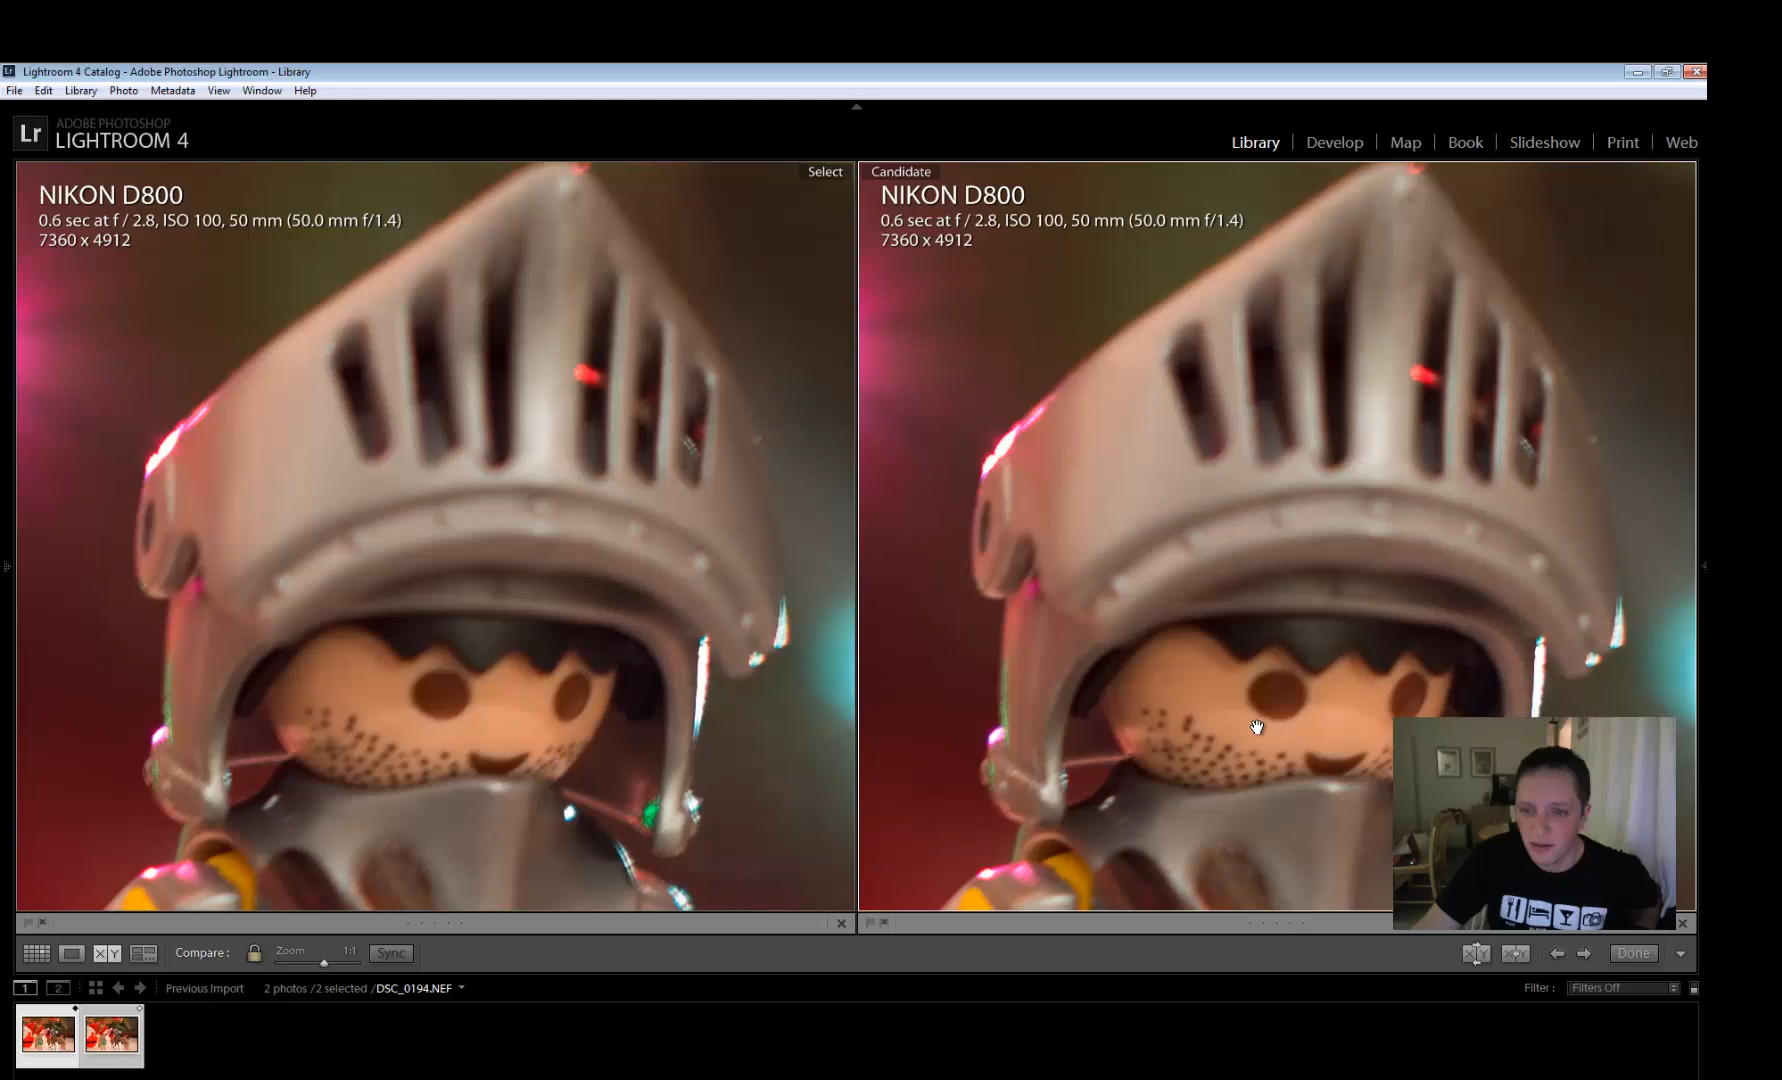 Lr Lightroom 4 Catalog - Adobe Photoshop Lightroom - Library
File Edit Library Photo Metadata View Window Help
Lr ADOBE PHOTOSHOP
LIGHTROOM 4
Library | Develop | Map | Book | Slideshow | Print | Web
Select
NIKON D800
0.6 sec at f / 2.8, ISO 100, 50 mm (50.0 mm f/1.4)
7360 x 4912
Candidate
NIKON D800
0.6 sec at f / 2.8, ISO 100, 50 mm (50.0 mm f/1.4)
7360 x 4912
XY Compare : Zoom 1:1 Sync
Done
1 2 Previous Import 2 photos /2 selected /DSC_0194.NEF
Filter : Filters Off